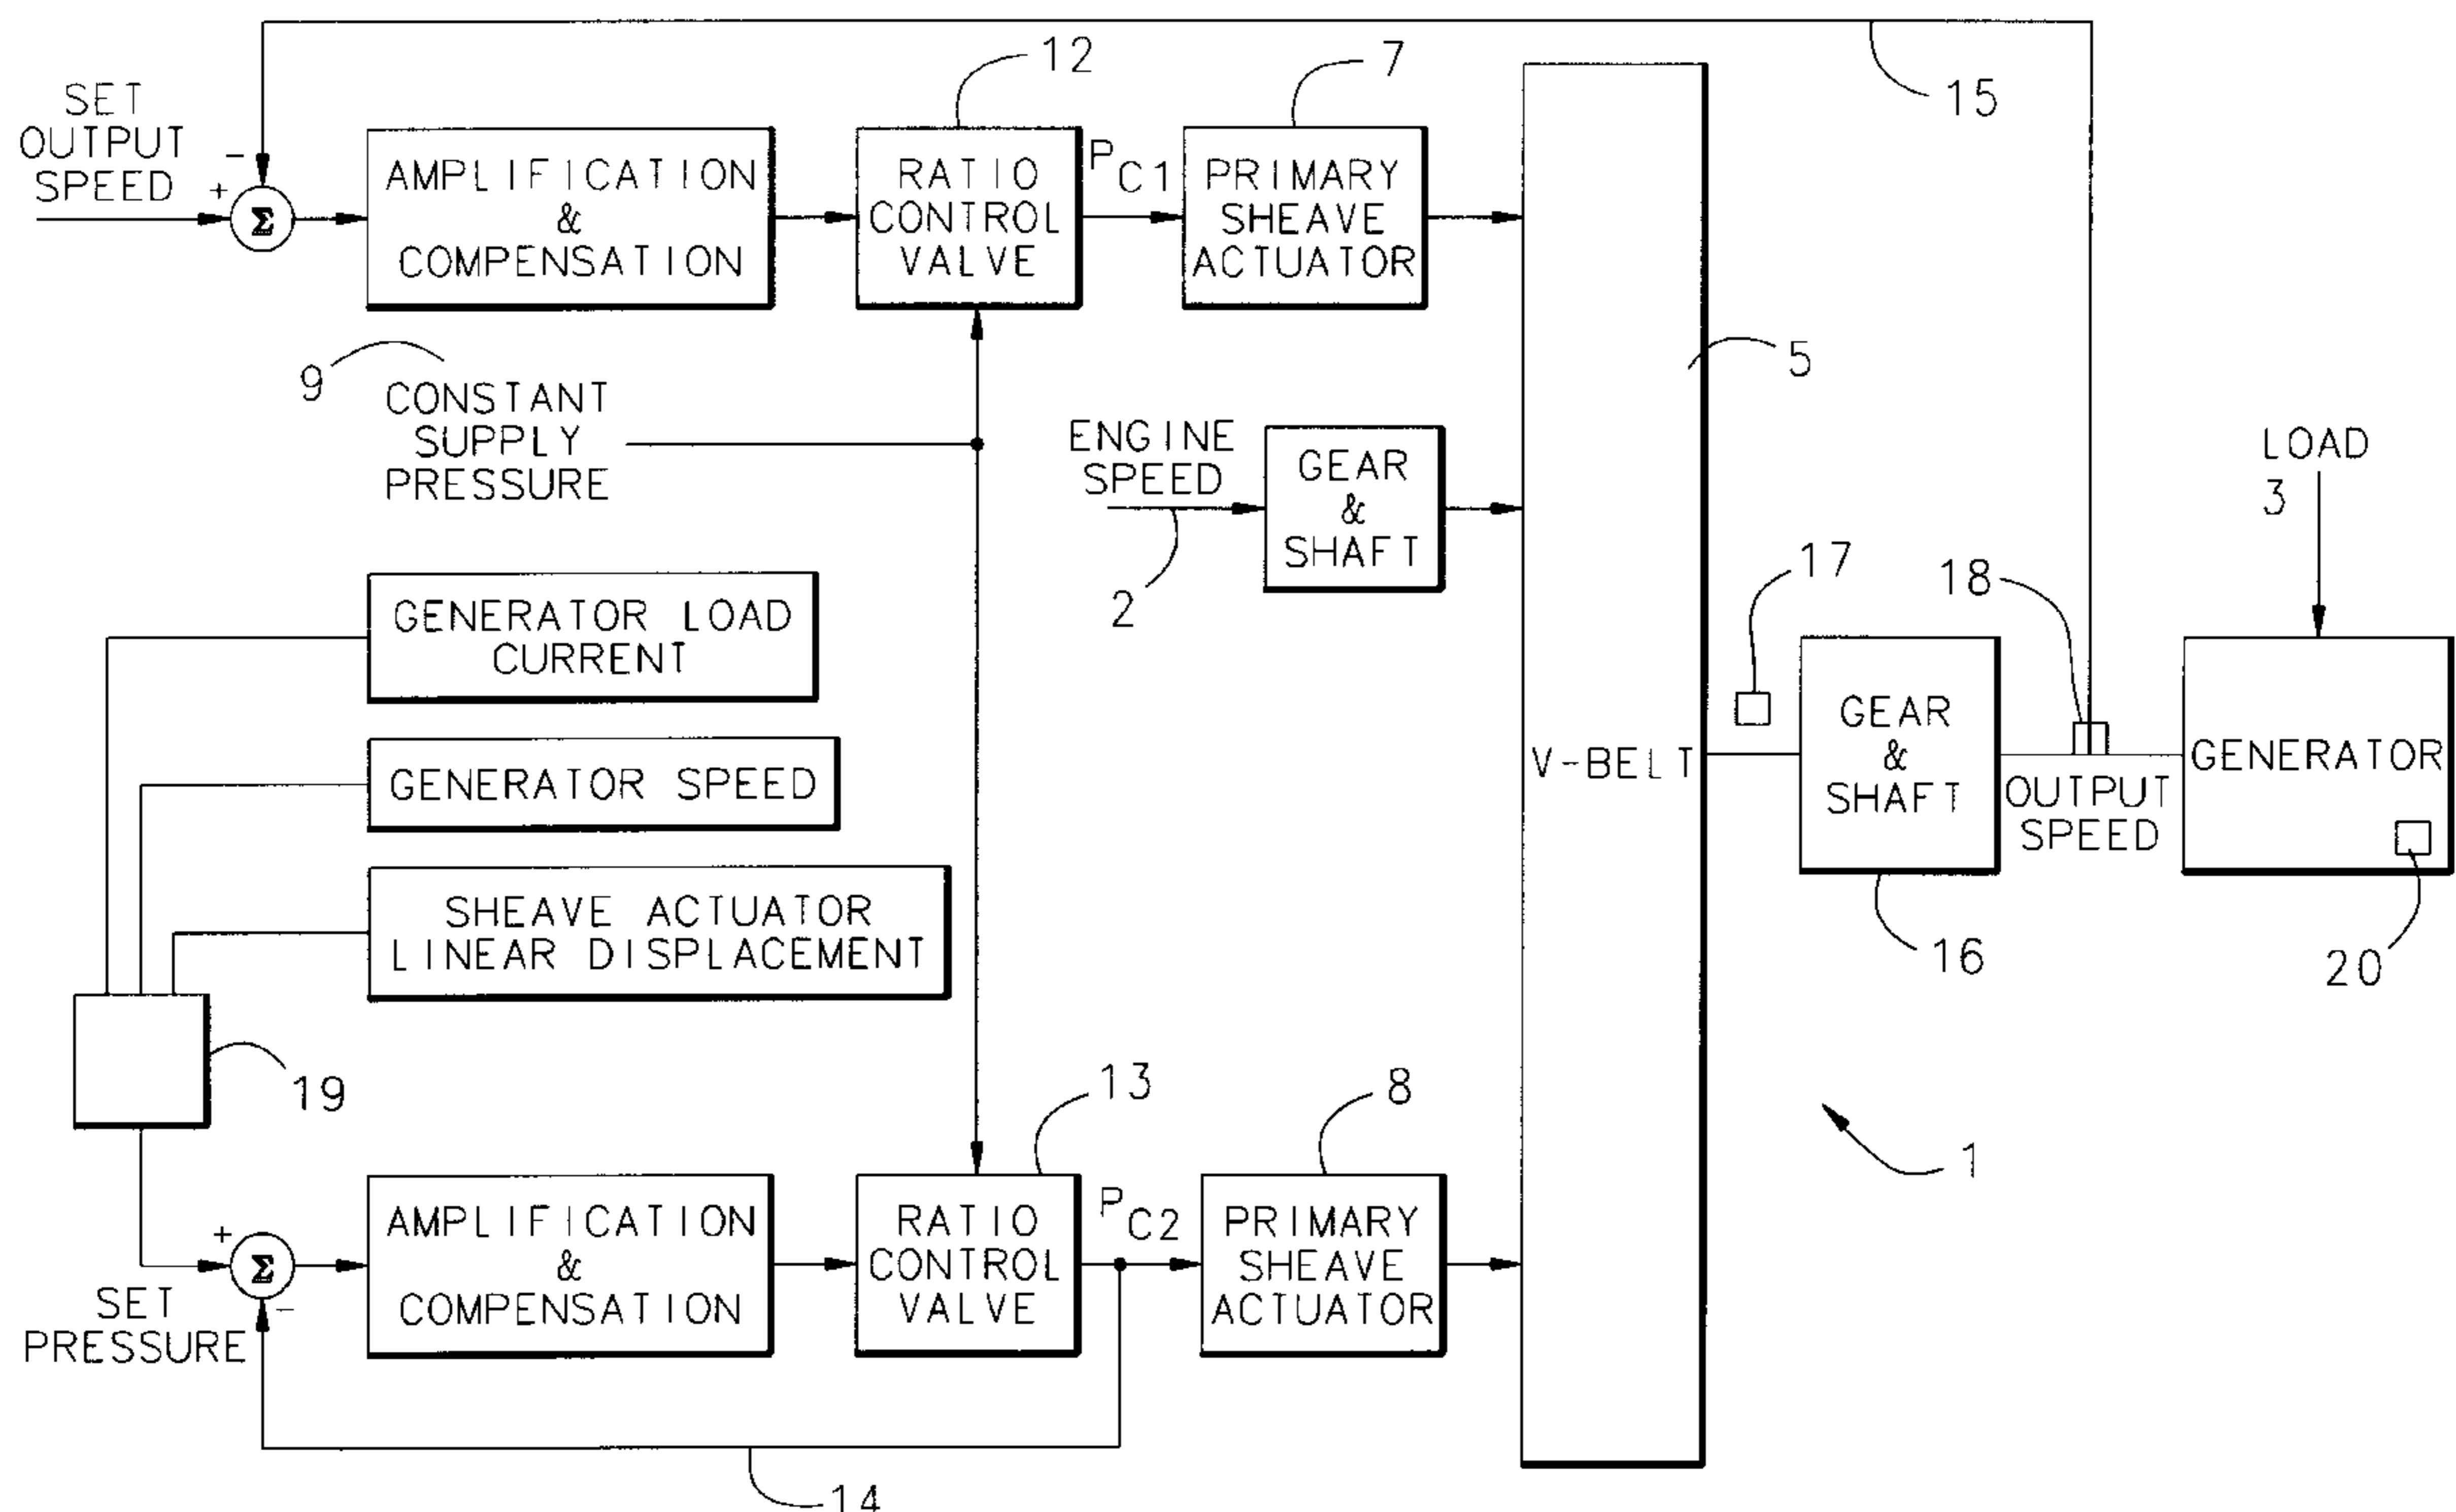 SET
OUTPUT
SPEED
-
+
Σ
AMPLIFICATION
&
COMPENSATION
12
RATIO
CONTROL
VALVE
PC1
7
PRIMARY
SHEAVE
ACTUATOR
15
5
9
CONSTANT
SUPPLY
PRESSURE
ENGINE
SPEED
2
GEAR
&
SHAFT
LOAD
3
GENERATOR LOAD
CURRENT
GENERATOR SPEED
SHEAVE ACTUATOR
LINEAR DISPLACEMENT
19
V-BELT
17
GEAR
&
SHAFT
16
18
OUTPUT
SPEED
GENERATOR
20
1
SET
PRESSURE
+
Σ
-
AMPLIFICATION
&
COMPENSATION
13
RATIO
CONTROL
VALVE
PC2
8
PRIMARY
SHEAVE
ACTUATOR
14